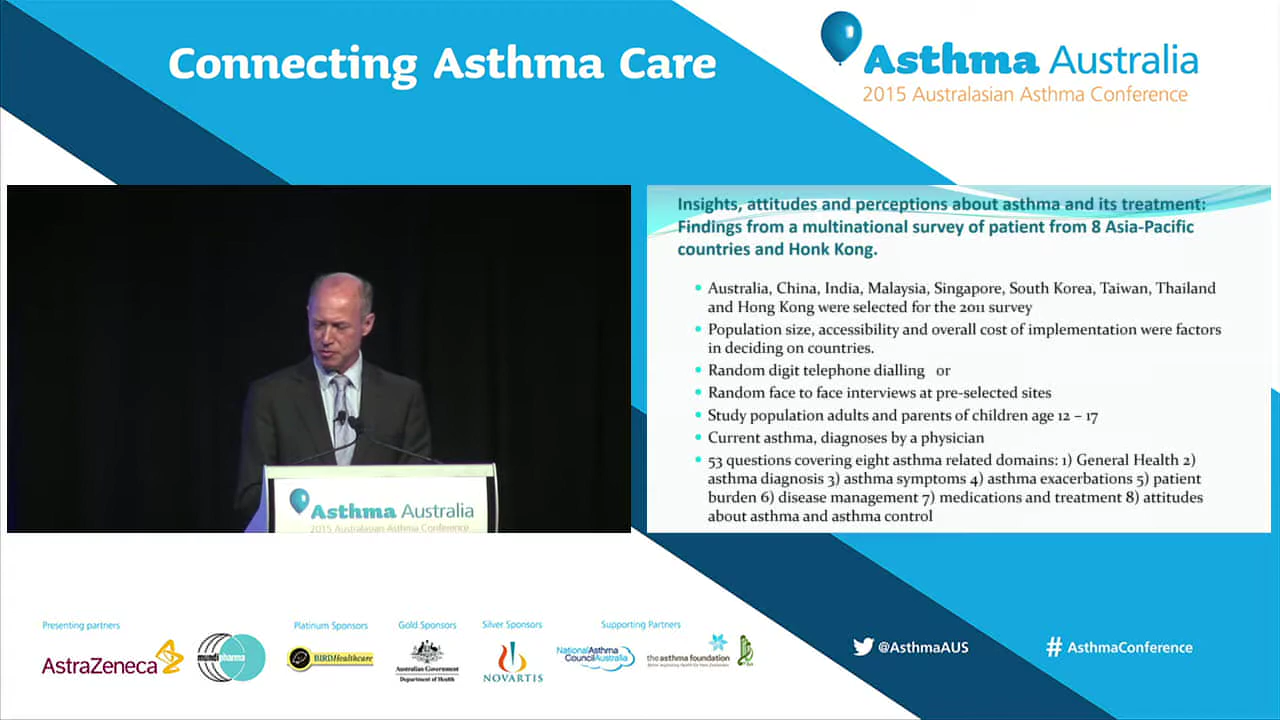 Connecting Asthma Care
Asthma Australia
2015 Australasian Asthma Conference
Insights, attitudes and perceptions about asthma and its treatment:
Findings from a multinational survey of patient from 8 Asia-Pacific
countries and Honk Kong.
• Australia, China, India, Malaysia, Singapore, South Korea, Taiwan, Thailand
and Hong Kong were selected for the 2011 survey
• Population size, accessibility and overall cost of implementation were factors
in deciding on countries.
• Random digit telephone dialling or
• Random face to face interviews at pre-selected sites
• Study population adults and parents of children age 12 – 17
• Current asthma, diagnoses by a physician
• 53 questions covering eight asthma related domains: 1) General Health 2)
asthma diagnosis 3) asthma symptoms 4) asthma exacerbations 5) patient
burden 6) disease management 7) medications and treatment 8) attitudes
about asthma and asthma control
Asthma Australia
2015 Australasian Asthma Conference
Presenting partners
AstraZeneca
mundipharma
Platinum Sponsors
BIRDHealthcare
Gold Sponsors
Australian Government
Department of Health
Silver Sponsors
NOVARTIS
Supporting Partners
NationalAsthma
CouncilAustralia
the asthma foundation
@AsthmaAUS
# AsthmaConference